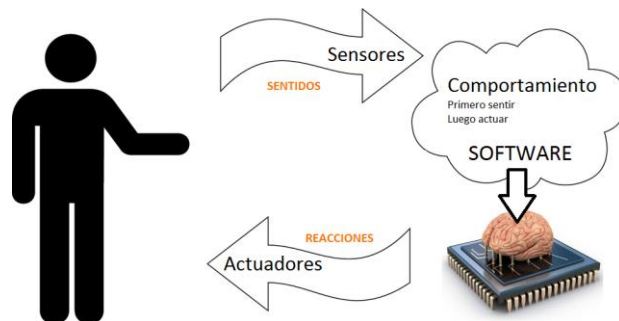 Sensores
SENTIDOS
Comportamiento
Primero sentir
Luego actuar
SOFTWARE
REACCIONES
Actuadores